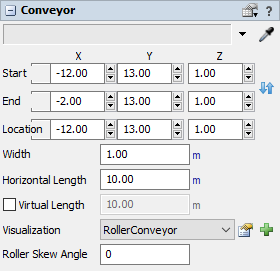 Conveyor ?
X Y Z
Start -12.00 13.00 1.00
End -2.00 13.00 1.00
Location -12.00 13.00 1.00
Width 1.00 m
Horizontal Length 10.00 m
Virtual Length 10.00 m
Visualization RollerConveyor
Roller Skew Angle 0